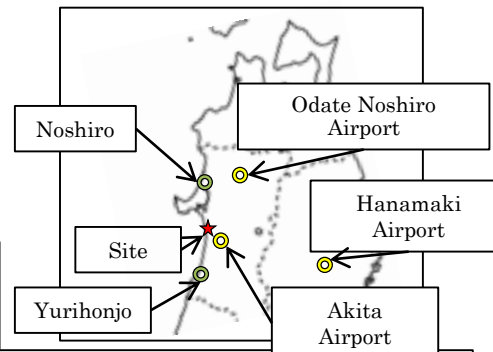 Odate Noshiro
Airport
Noshiro
Hanamaki
Airport
Site
Yurihonjo
Akita
Airport